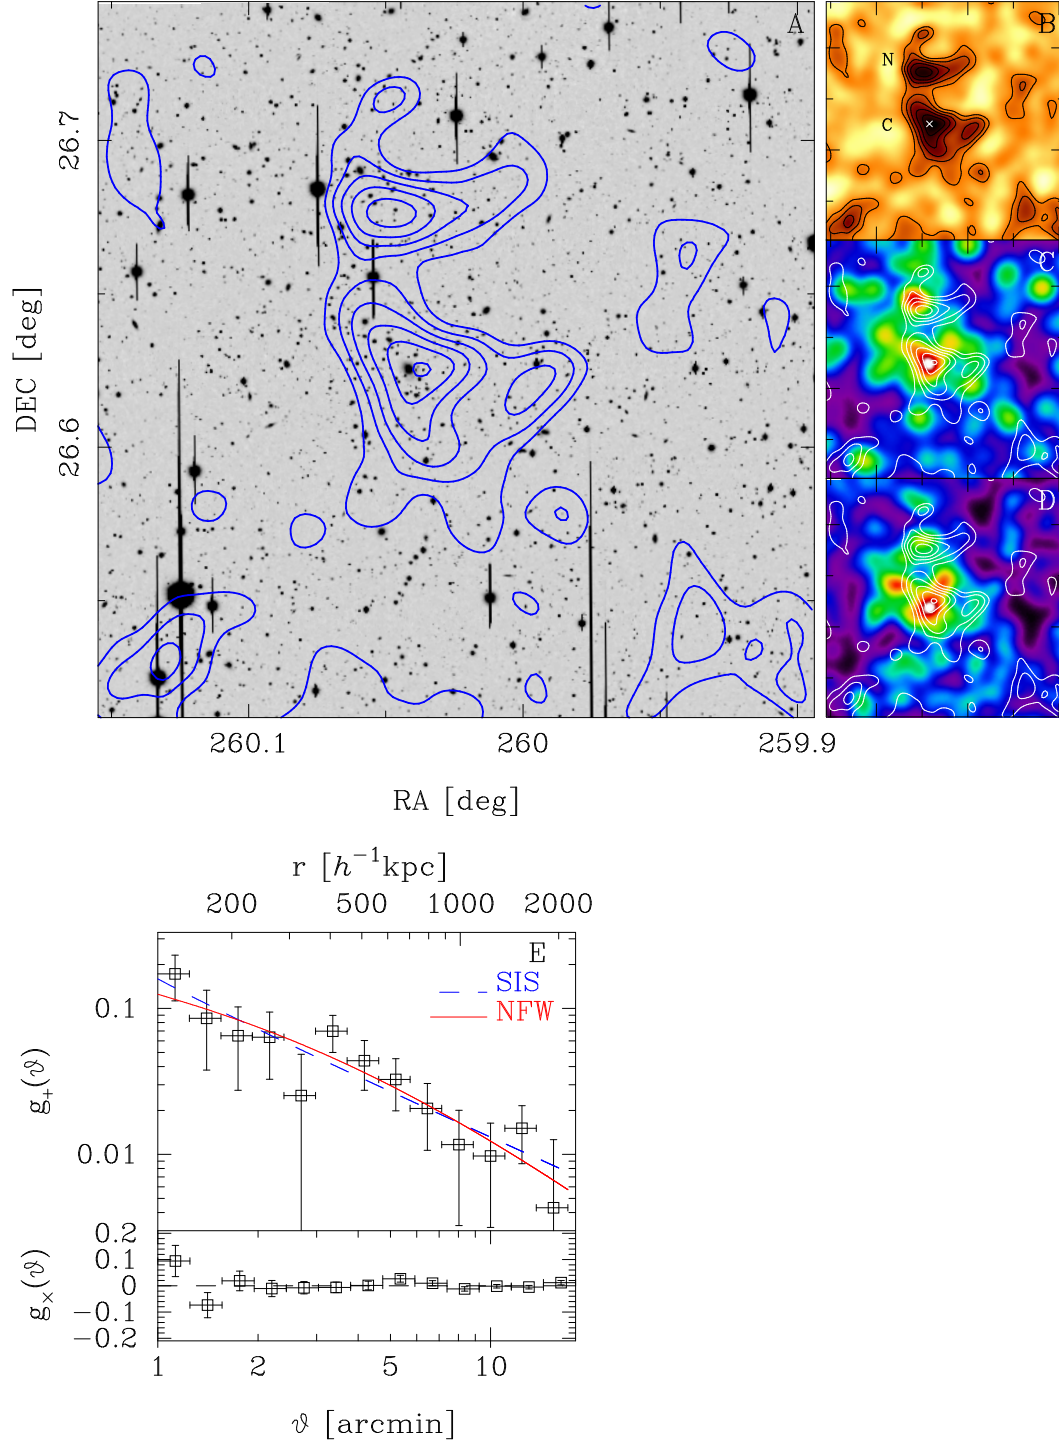 A
B
N
C
C
D
26.7
26.6
DEC [deg]
260.1 260 259.9
RA [deg]
r [h⁻¹kpc]
200 500 1000 2000
E
SIS
NFW
0.1
0.01
g₊(ϑ)
0.2
0.1
0
−0.1
−0.2
g×(ϑ)
1 2 5 10
ϑ [arcmin]